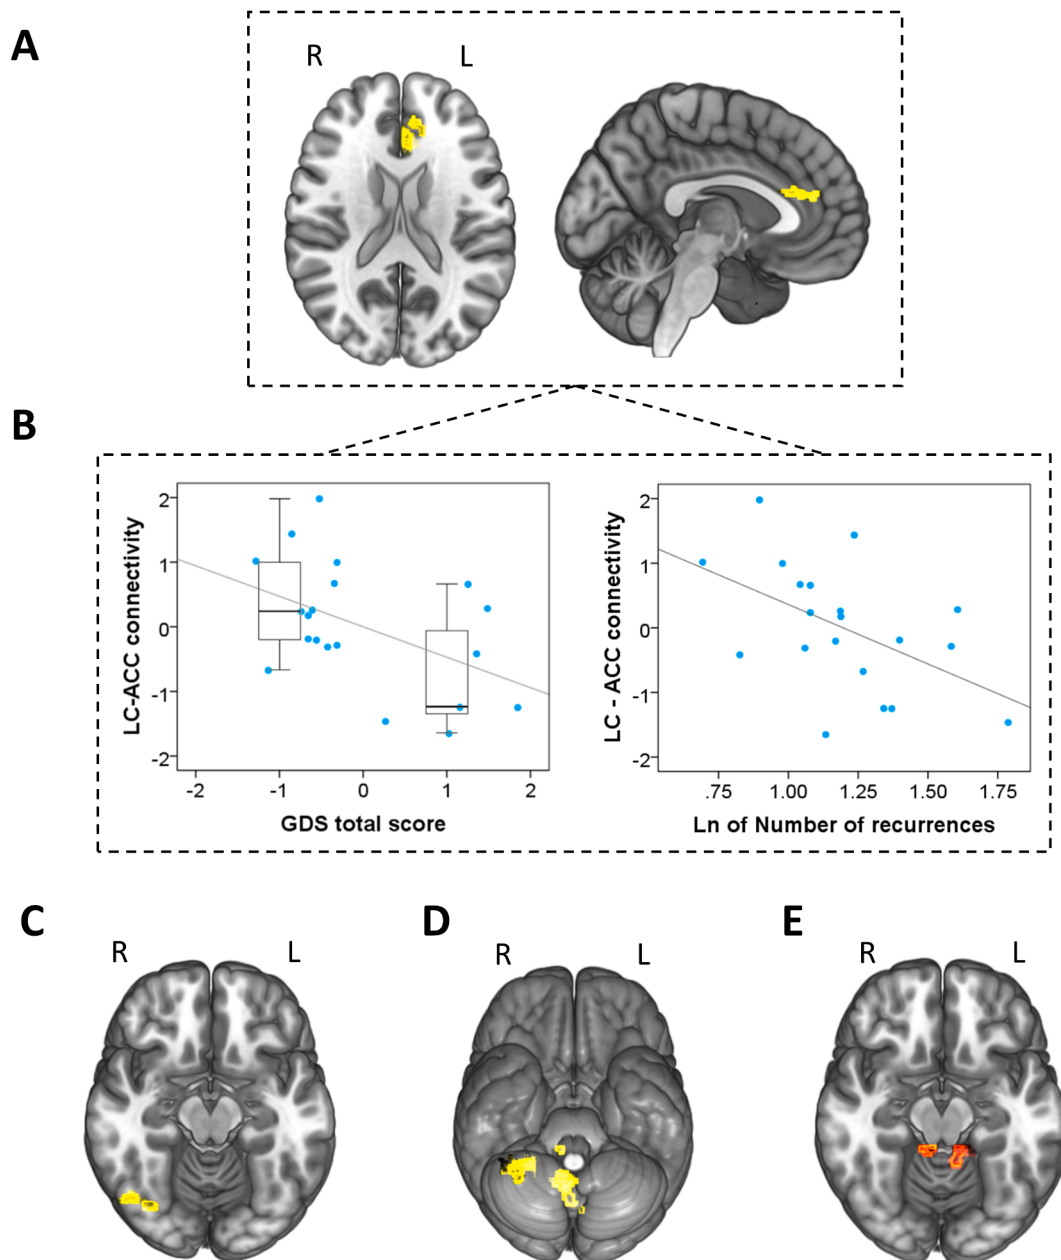 A
R L
B
LC-ACC connectivity
2
1
0
-1
-2
-2 -1 0 1 2
GDS total score
LC - ACC connectivity
2
1
0
-1
-2
.75 1.00 1.25 1.50 1.75
Ln of Number of recurrences
C
R L
D
R L
E
R L